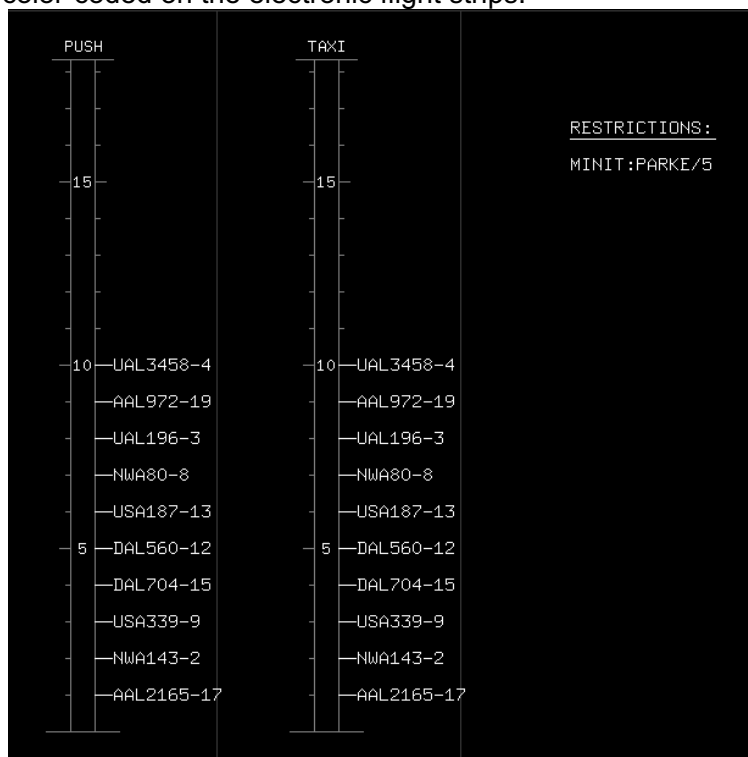 color-coded on the electronic flight strips.
PUSH
TAXI
RESTRICTIONS:
MINIT:PARKE/5
15
15
10 UAL3458-4
10 UAL3458-4
AAL972-19
AAL972-19
UAL196-3
UAL196-3
NWA80-8
NWA80-8
USA187-13
USA187-13
5 DAL560-12
5 DAL560-12
DAL704-15
DAL704-15
USA339-9
USA339-9
NWA143-2
NWA143-2
AAL2165-17
AAL2165-17